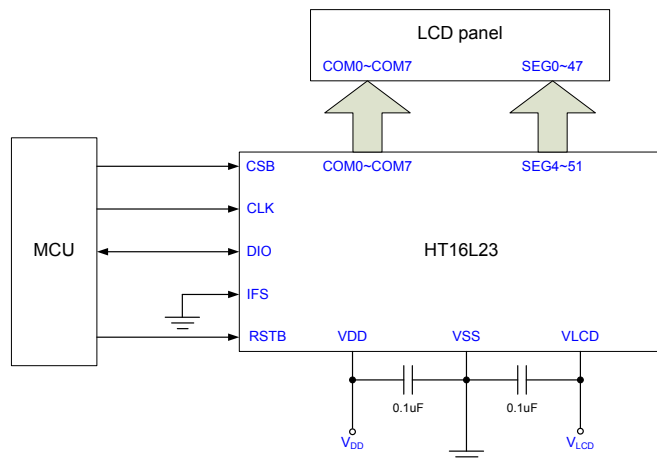 LCD panel
COM0~COM7 SEG0~47
CSB COM0~COM7 SEG4~51
CLK
MCU DIO HT16L23
IFS
RSTB VDD VSS VLCD
0.1uF 0.1uF
VDD VLCD